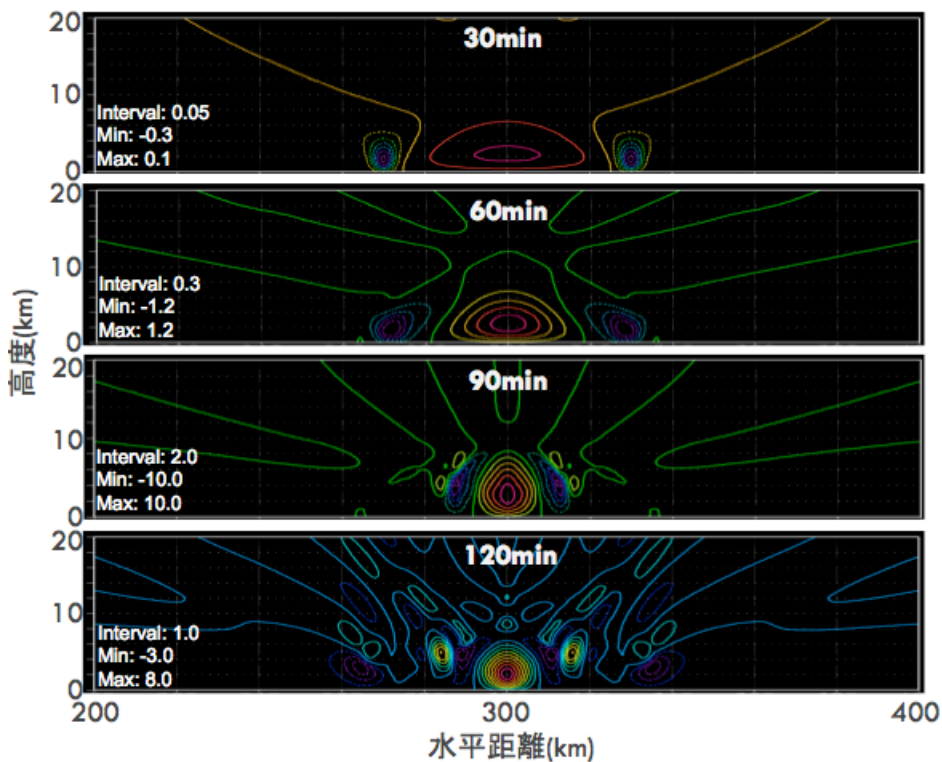 20
10
0
30min
Interval: 0.05
Min: -0.3
Max: 0.1
20
10
0
60min
Interval: 0.3
Min: -1.2
Max: 1.2
20
10
0
90min
Interval: 2.0
Min: -10.0
Max: 10.0
20
10
0
120min
Interval: 1.0
Min: -3.0
Max: 8.0
高度(km)
200 300 400
水平距離(km)